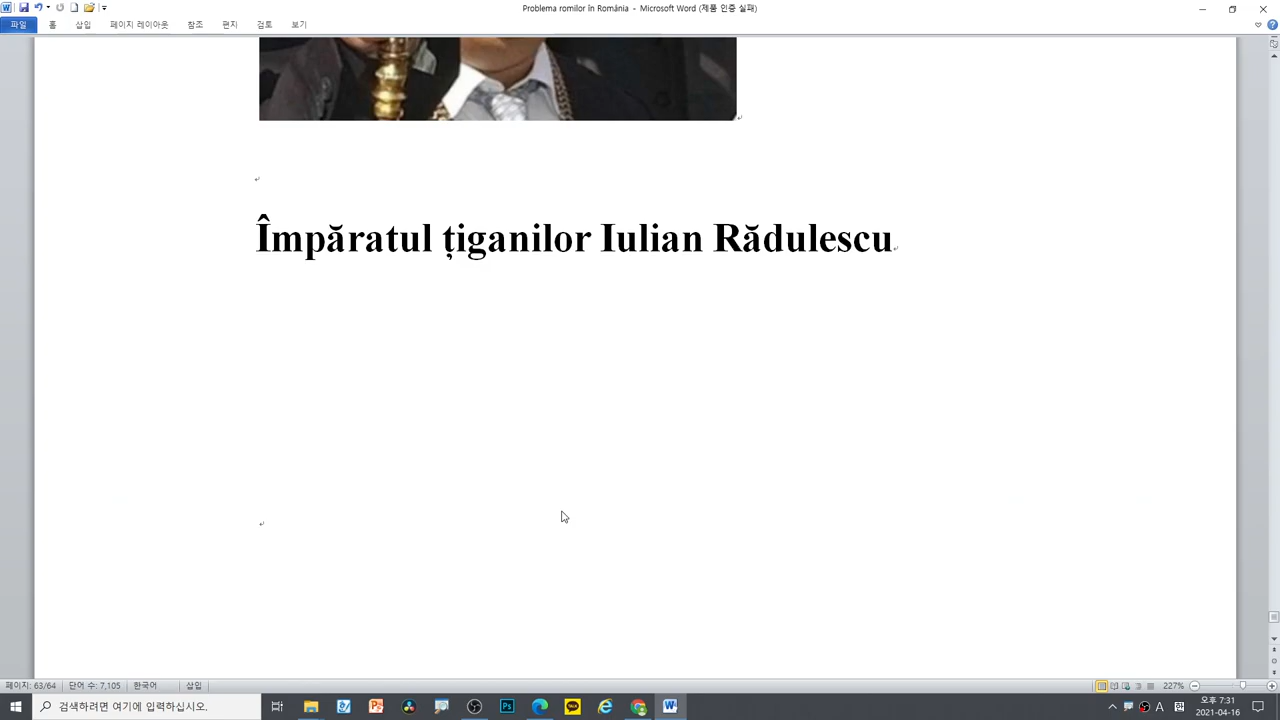 Problema romilor în România - Microsoft Word (제품 인증 실패)
파일 홈 삽입 페이지 레이아웃 참조 편지 검토 보기
Împăratul țiganilor Iulian Rădulescu
페이지: 63/64 단어 수: 7,105 한국어 삽입 227%
검색하려면 여기에 입력하십시오. TALK A 오후 7:31
2021-04-16